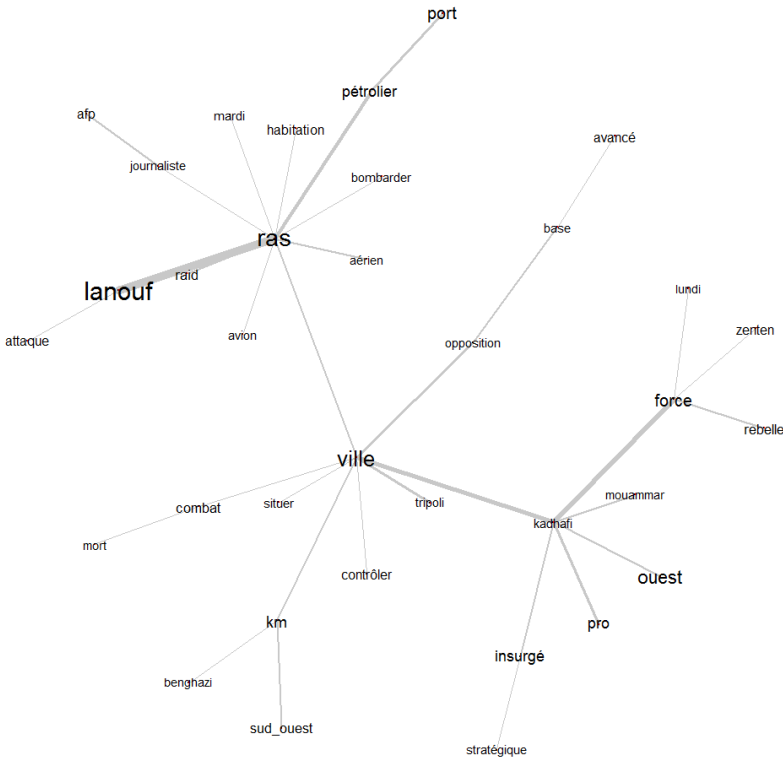 port
pétrolier
afp
mardi
habitation
avancé
journaliste
bombarder
base
ras
aérien
raid
lanouf
lundi
attaque
avion
opposition
zenten
force
rebelle
ville
mouammar
combat
situer
tripoli
kadhafi
mort
contrôler
ouest
km
pro
insurgé
benghazi
sud_ouest
stratégique